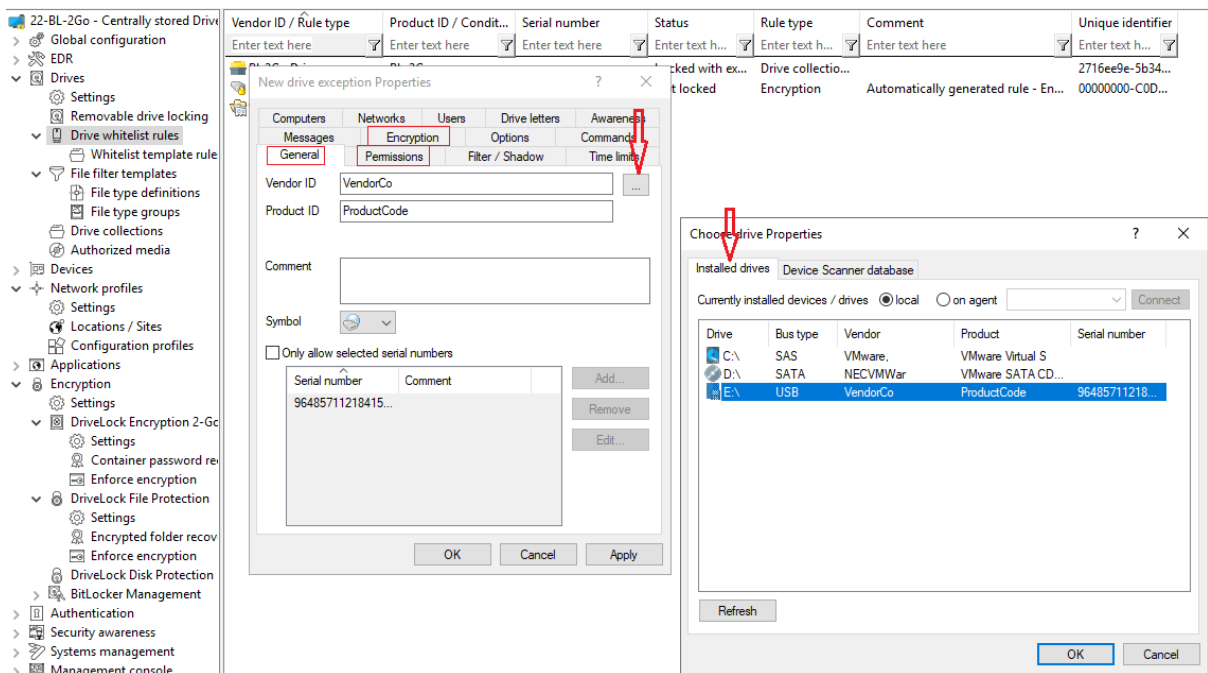 22-BL-2Go - Centrally stored Drive
Global configuration
EDR
Drives
Settings
Removable drive locking
Drive whitelist rules
Whitelist template rule
File filter templates
File type definitions
File type groups
Drive collections
Authorized media
Devices
Network profiles
Settings
Locations / Sites
Configuration profiles
Applications
Encryption
Settings
DriveLock Encryption 2-Go
Settings
Container password re
Enforce encryption
DriveLock File Protection
Settings
Encrypted folder recov
Enforce encryption
DriveLock Disk Protection
BitLocker Management
Authentication
Security awareness
Systems management
Management console
Vendor ID / Rule type Product ID / Condit... Serial number Status Rule type Comment Unique identifier
Enter text here Enter text here Enter text here Enter text h... Enter text h... Enter text here Enter text h...
cked with ex... Drive collectio... 2716ee9e-5b34...
t locked Encryption Automatically generated rule - En... 00000000-C0D...
New drive exception Properties ? ×
Computers Networks Users Drive letters Awareness
Messages Encryption Options Commands
General Permissions Filter / Shadow Time limits
Vendor ID VendorCo ...
Product ID ProductCode
Comment
Symbol
Only allow selected serial numbers
Serial number Comment Add...
96485711218415... Remove
Edit...
OK Cancel Apply
Choose drive Properties ? ×
Installed drives Device Scanner database
Currently installed devices / drives local on agent Connect
Drive Bus type Vendor Product Serial number
C:\ SAS VMware, VMware Virtual S
D:\ SATA NECVMWar VMware SATA CD...
E:\ USB VendorCo ProductCode 96485711218...
Refresh
OK Cancel